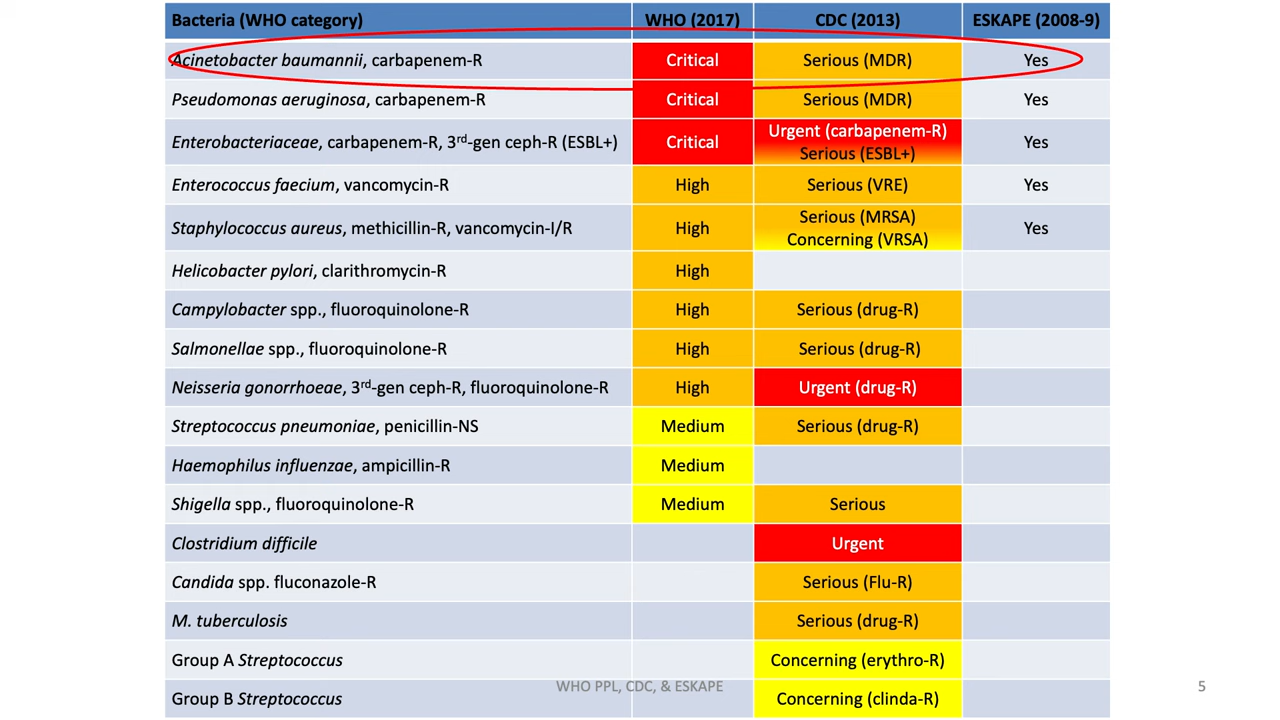 Bacteria (WHO category) WHO (2017) CDC (2013) ESKAPE (2008-9)
Acinetobacter baumannii, carbapenem-R Critical Serious (MDR) Yes
Pseudomonas aeruginosa, carbapenem-R Critical Serious (MDR) Yes
Enterobacteriaceae, carbapenem-R, 3rd-gen ceph-R (ESBL+) Critical Urgent (carbapenem-R) Yes
Serious (ESBL+)
Enterococcus faecium, vancomycin-R High Serious (VRE) Yes
Staphylococcus aureus, methicillin-R, vancomycin-I/R High Serious (MRSA) Yes
Concerning (VRSA)
Helicobacter pylori, clarithromycin-R High
Campylobacter spp., fluoroquinolone-R High Serious (drug-R)
Salmonellae spp., fluoroquinolone-R High Serious (drug-R)
Neisseria gonorrhoeae, 3rd-gen ceph-R, fluoroquinolone-R High Urgent (drug-R)
Streptococcus pneumoniae, penicillin-NS Medium Serious (drug-R)
Haemophilus influenzae, ampicillin-R Medium
Shigella spp., fluoroquinolone-R Medium Serious
Clostridium difficile Urgent
Candida spp. fluconazole-R Serious (Flu-R)
M. tuberculosis Serious (drug-R)
Group A Streptococcus Concerning (erythro-R)
WHO PPL, CDC, & ESKAPE 5
Group B Streptococcus Concerning (clinda-R)